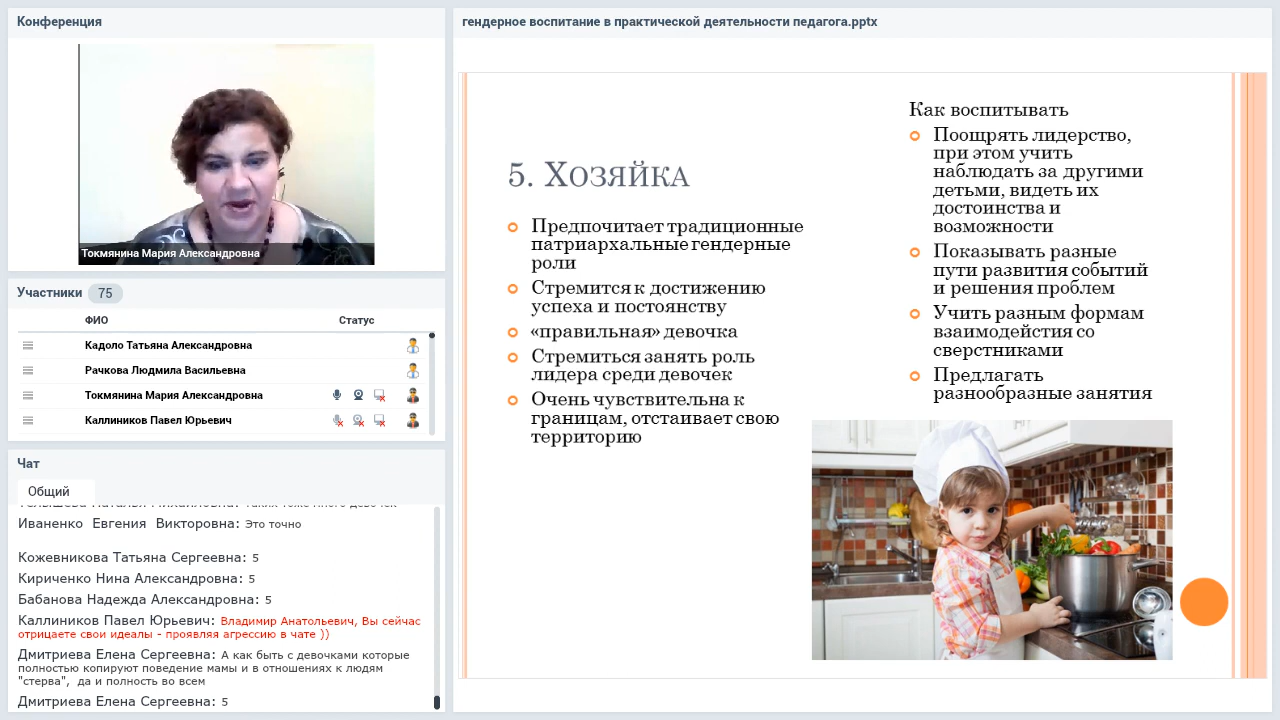 Конференция
Токмянина Мария Александровна
Участники 75
ФИО Статус
Кадоло Татьяна Александровна
Рачкова Людмила Васильевна
Токмянина Мария Александровна
Каллиников Павел Юрьевич
Чат
Общий
Иваненко Евгения Викторовна: Это точно
Кожевникова Татьяна Сергеевна: 5
Кириченко Нина Александровна: 5
Бабанова Надежда Александровна: 5
Каллиников Павел Юрьевич: Владимир Анатольевич, Вы сейчас
отрицаете свои идеалы - проявляя агрессию в чате ))
Дмитриева Елена Сергеевна: А как быть с девочками которые
полностью копируют поведение мамы и в отношениях к людям
"стерва", да и полность во всем
Дмитриева Елена Сергеевна: 5
гендерное воспитание в практической деятельности педагога.pptx
5. Хозяйка
Предпочитает традиционные
патриархальные гендерные
роли
Стремится к достижению
успеха и постоянству
«правильная» девочка
Стремиться занять роль
лидера среди девочек
Очень чувствительна к
границам, отстаивает свою
территорию
Как воспитывать
Поощрять лидерство,
при этом учить
наблюдать за другими
детьми, видеть их
достоинства и
возможности
Показывать разные
пути развития событий
и решения проблем
Учить разным формам
взаимодейстия со
сверстниками
Предлагать
разнообразные занятия